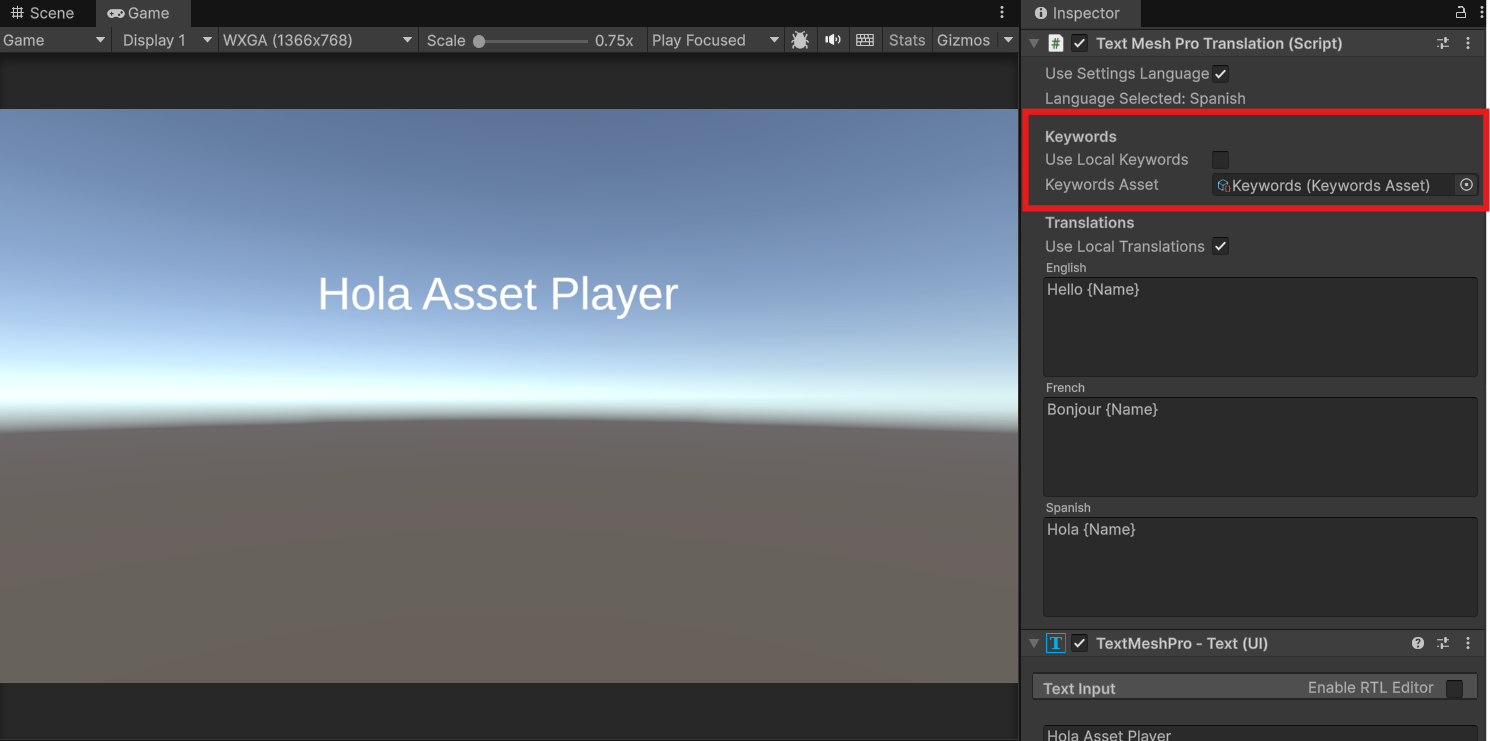 Scene Game
Game Display 1 WXGA (1366x768) Scale 0.75x Play Focused Stats Gizmos
Hola Asset Player
Inspector
# Text Mesh Pro Translation (Script)
Use Settings Language
Language Selected: Spanish
Keywords
Use Local Keywords
Keywords Asset Keywords (Keywords Asset)
Translations
Use Local Translations
English
Hello {Name}
French
Bonjour {Name}
Spanish
Hola {Name}
T TextMeshPro - Text (UI)
Text Input Enable RTL Editor
Hola Asset Player